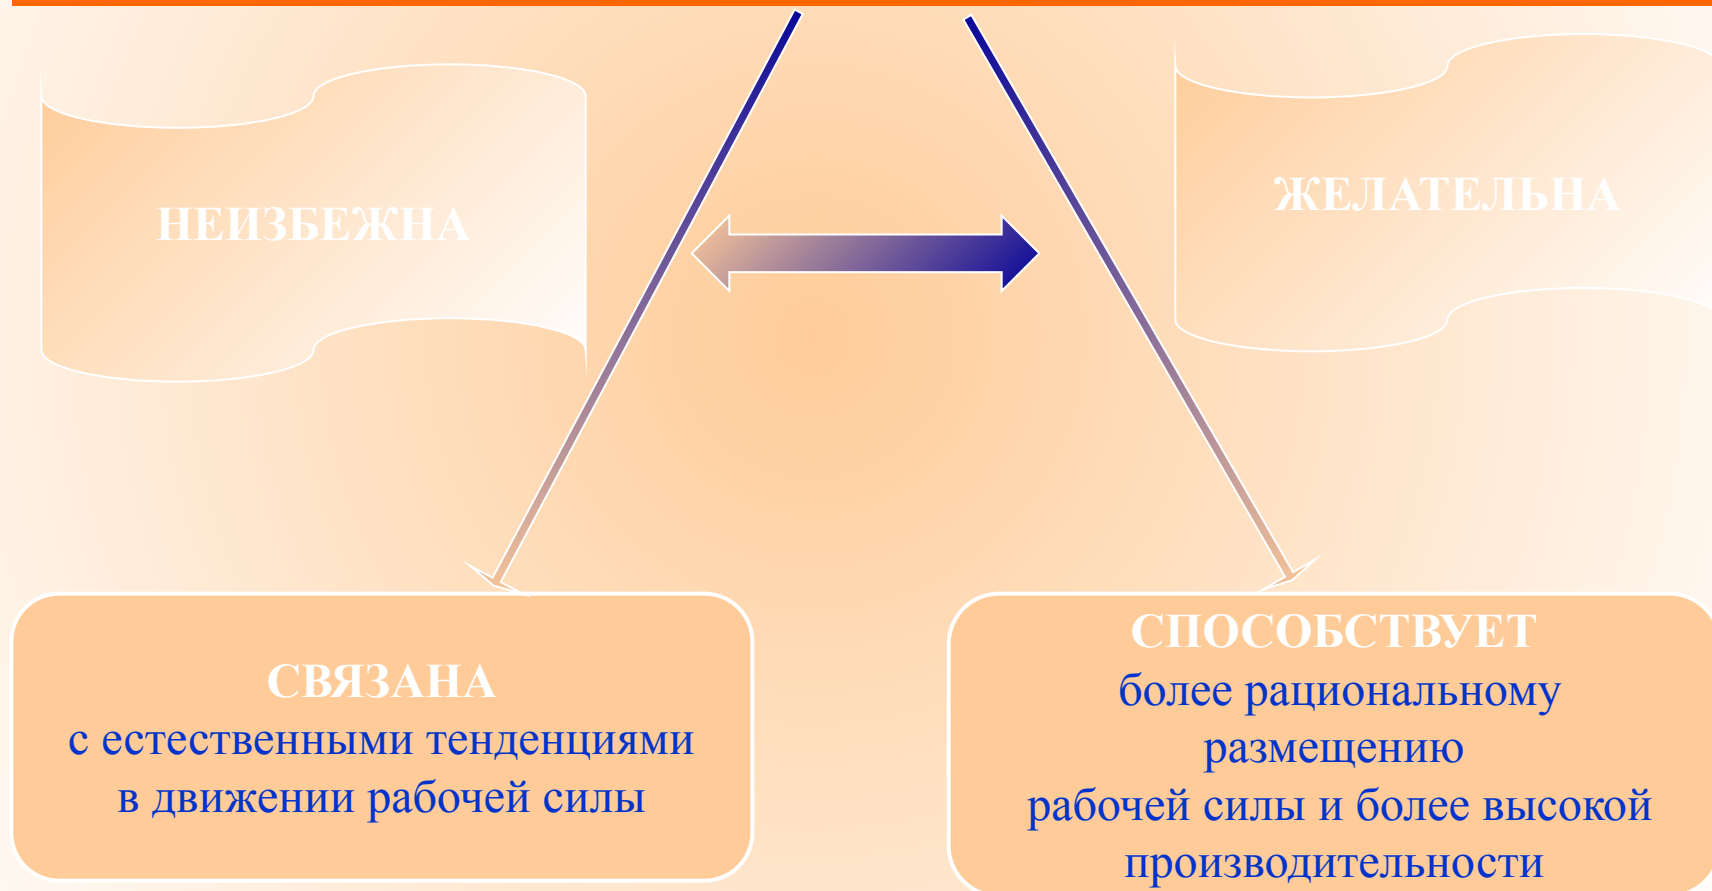 НЕИЗБЕЖНА
ЖЕЛАТЕЛЬНА
СВЯЗАНА
с естественными тенденциями
в движении рабочей силы
СПОСОБСТВУЕТ
более рациональному
размещению
рабочей силы и более высокой
производительности